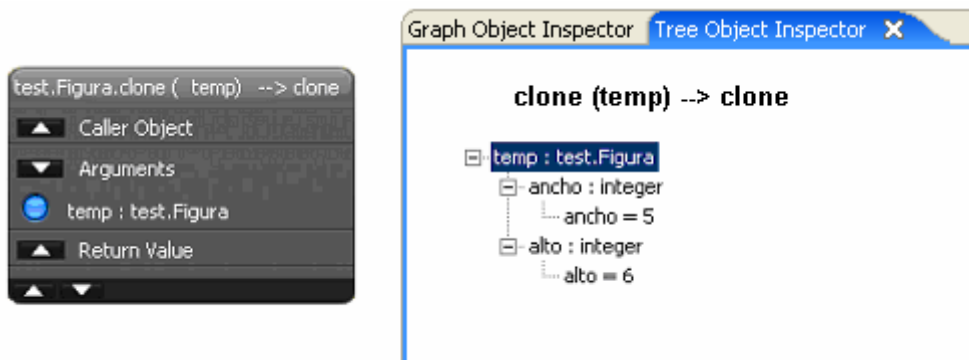 test.Figura.clone ( temp) --> clone
Caller Object
Arguments
temp : test.Figura
Return Value
Graph Object Inspector Tree Object Inspector
clone (temp) --> clone
temp : test.Figura
ancho : integer
ancho = 5
alto : integer
alto = 6